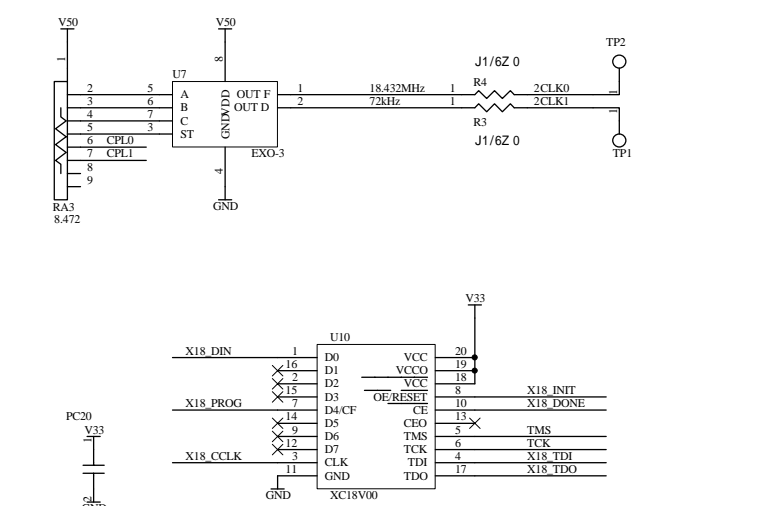 V50 V50
TP2
J1/6Z 0
1 8
U7 R4
2 5 A OUT F 1 18.432MHz 1 2CLK0 1
3 6 B OUT D 2 72kHz 1 2CLK1 1
4 7 C VDD
5 3 ST GND R3
6 CPL0 J1/6Z 0
7 CPL1 EXO-3 TP1
8 4
9
RA3 GND
8.472
V33
U10
X18_DIN 1 D0 VCC 20
16 D1 VCCO 19
2 D2 VCC 18
15 D3 OE/RESET 8 X18_INIT
X18_PROG 7 D4/CF CE 10 X18_DONE
PC20 14 D5 CEO 13
V33 9 D6 TMS 5 TMS
1 12 D7 TCK 6 TCK
X18_CCLK 3 CLK TDI 4 X18_TDI
11 GND TDO 17 X18_TDO
GND XC18V00
2
GND